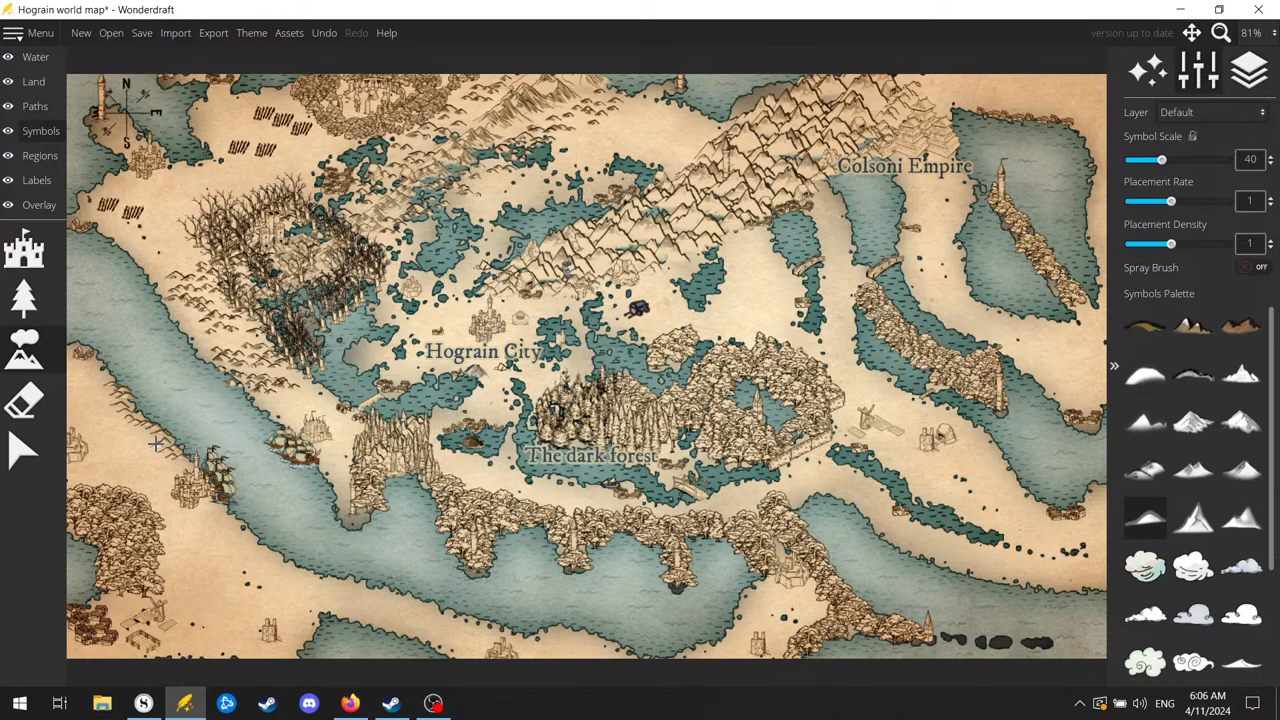 Hograin world map* - Wonderdraft
Menu New Open Save Import Export Theme Assets Undo Redo Help version up to date 81%
Water
Land
Paths
Symbols
Regions
Labels
Overlay
N
E
S
Colsoni Empire
Hograin City
The dark forest
Layer Default
Symbol Scale
40
Placement Rate
1
Placement Density
1
Spray Brush OFF
Symbols Palette
ENG
6:06 AM
4/11/2024